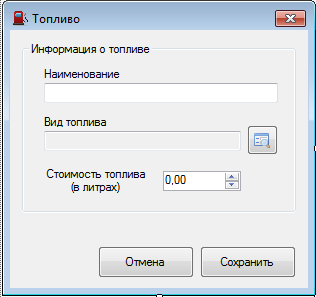 Топливо
Информация о топливе
Наименование
Вид топлива
Стоимость топлива
(в литрах)
0,00
Отмена
Сохранить